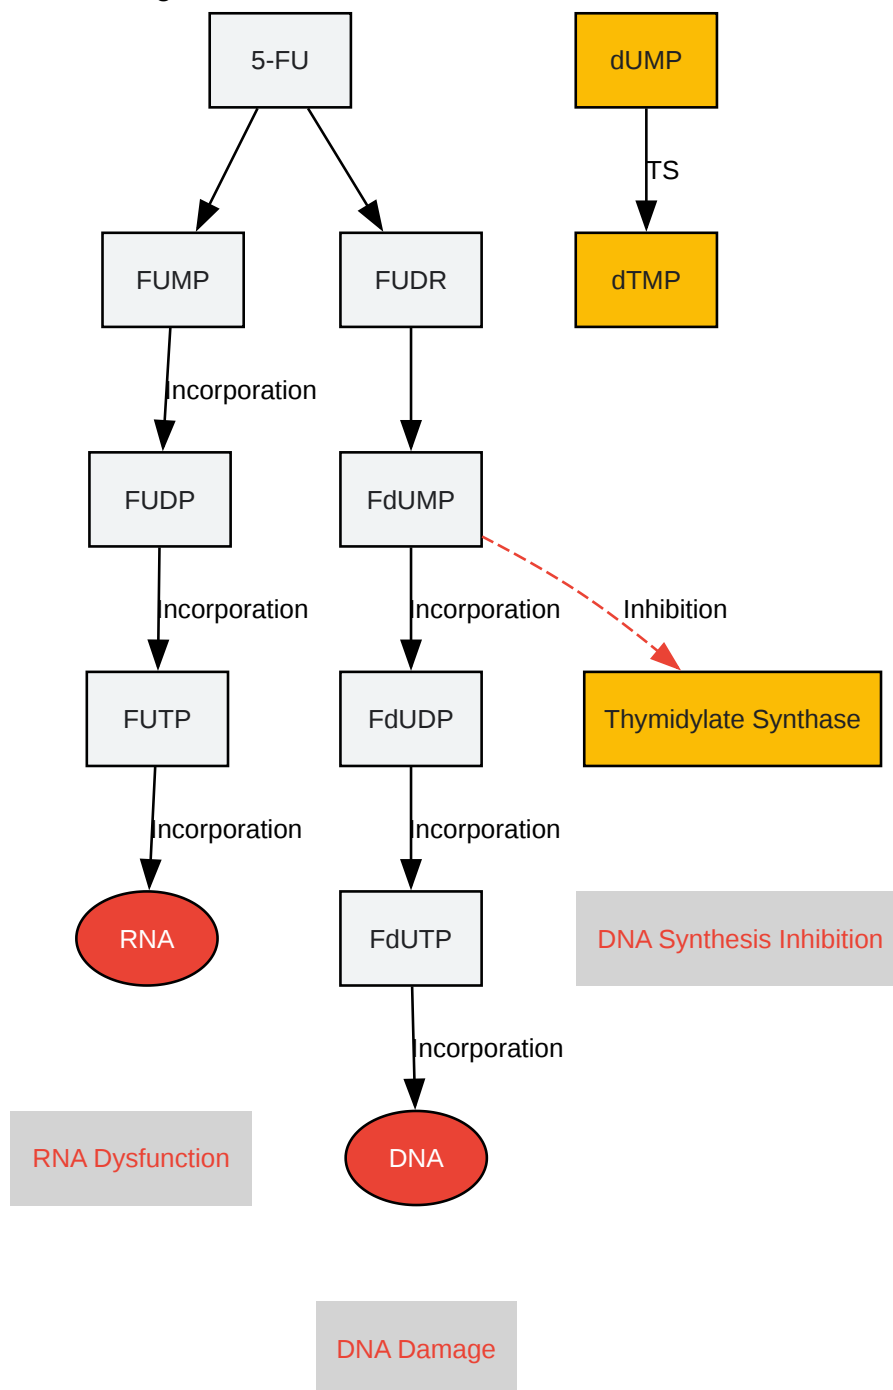 5-FU
dUMP
TS
FUMP
FUDR
dTMP
Incorporation
FUDP
FdUMP
Incorporation
Incorporation
Inhibition
FUTP
FdUDP
Thymidylate Synthase
Incorporation
Incorporation
RNA
FdUTP
DNA Synthesis Inhibition
Incorporation
RNA Dysfunction
DNA
DNA Damage